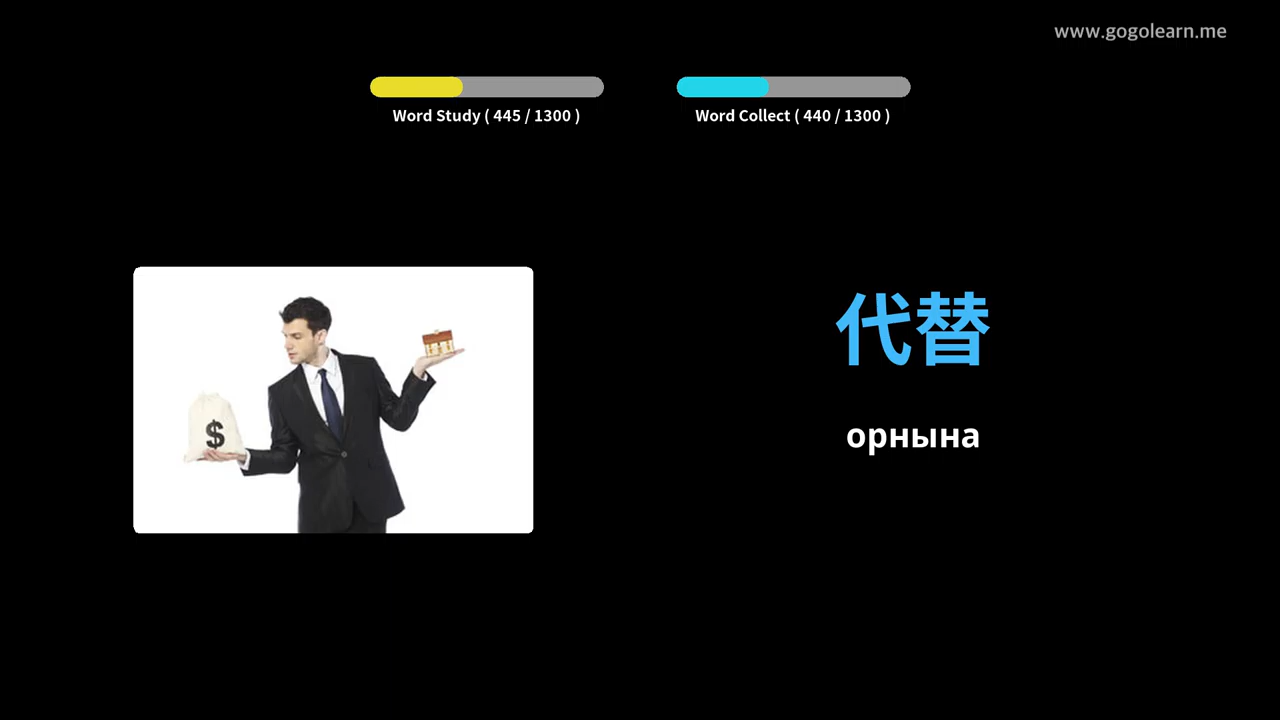 www.gogolearn.me
Word Study ( 445 / 1300 )
Word Collect ( 440 / 1300 )
代替
$
орнына